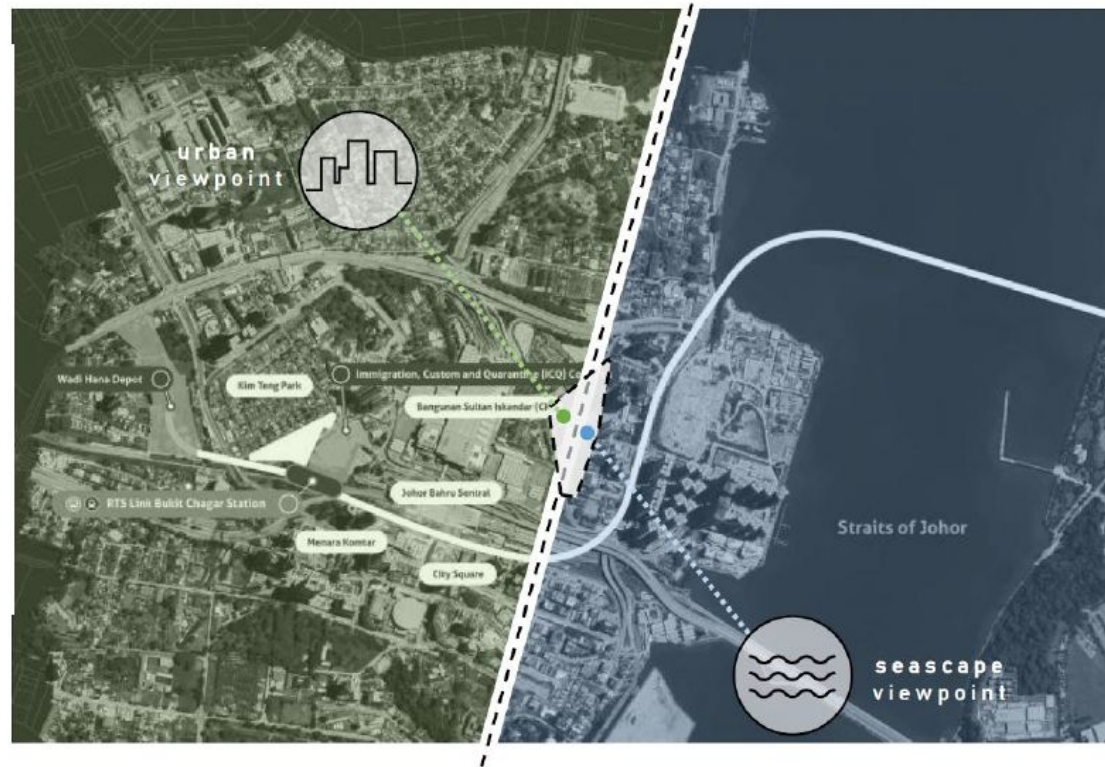 urban
viewpoint
Wadi Hana Depot
Kim Teng Park
Immigration, Custom and Quarantine (ICQ) Co
Bangunan Sultan Iskandar (CI
RTS Link Bukit Chagar Station
Johor Bahru Sentral
Menara Komtar
City Square
Straits of Johor
seascape
viewpoint